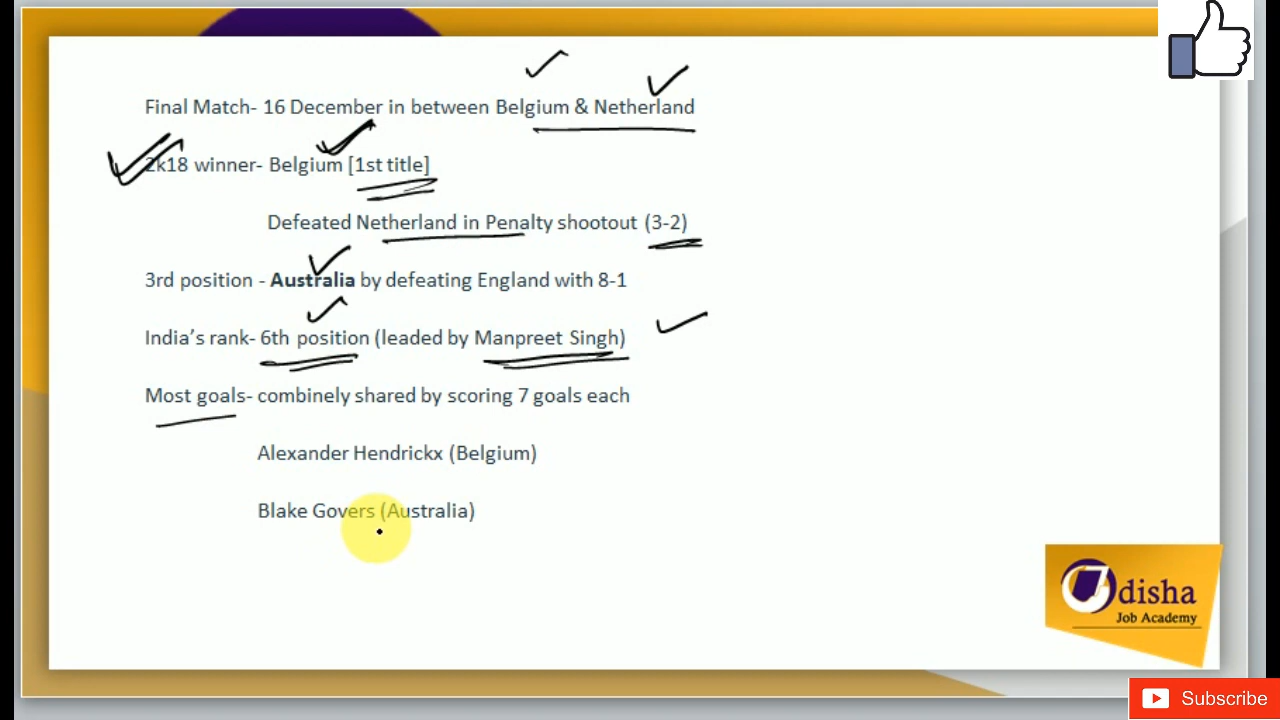 Final Match- 16 December in between Belgium & Netherland
2k18 winner- Belgium [1st title]
Defeated Netherland in Penalty shootout (3-2)
3rd position - Australia by defeating England with 8-1
India's rank- 6th position (leaded by Manpreet Singh)
Most goals- combinely shared by scoring 7 goals each
Alexander Hendrickx (Belgium)
Blake Govers (Australia)
Odisha
Job Academy
Subscribe